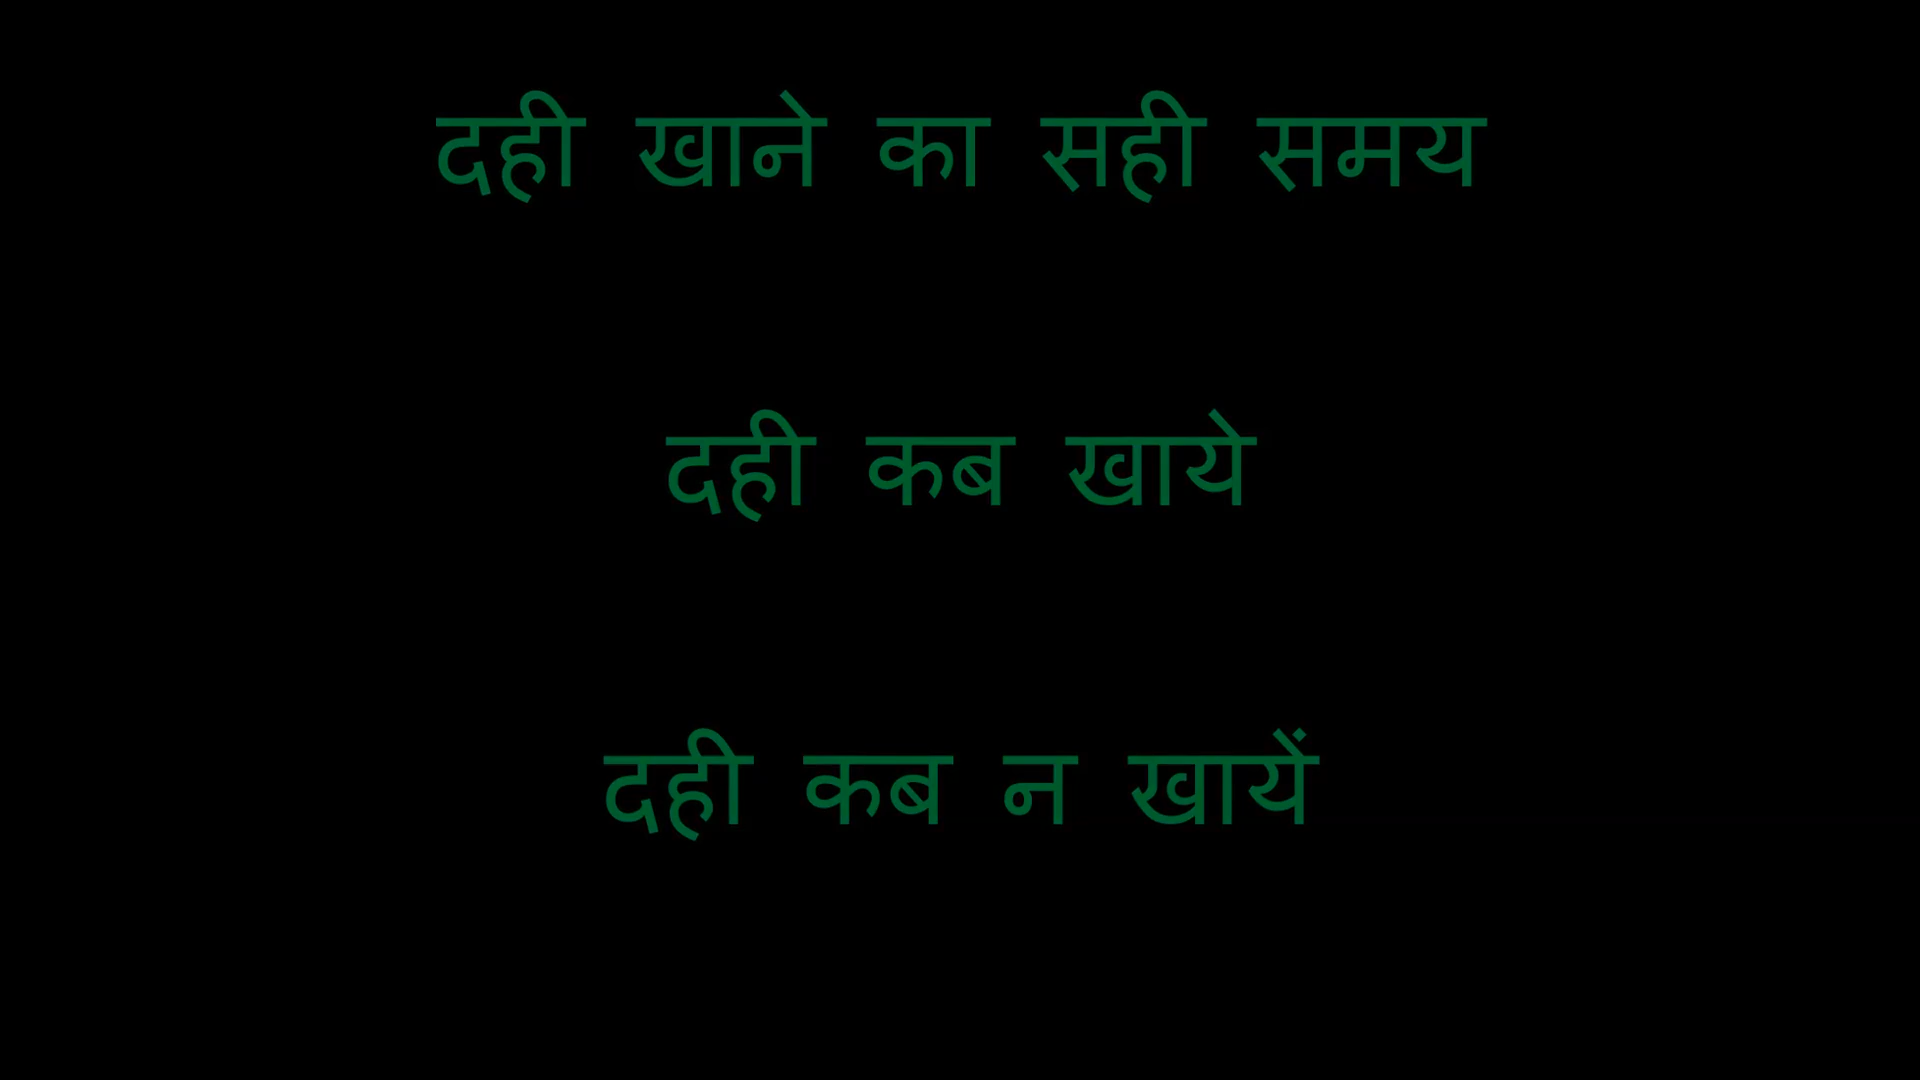 दही खाने का सही समय
दही कब खाये
दही कब न खायें